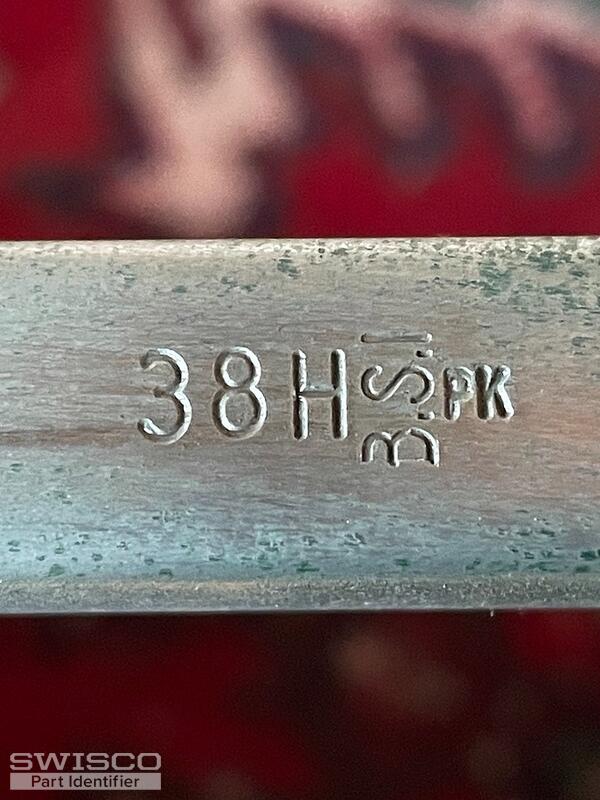 38H B.S.I PK
SWISCO
Part Identifier